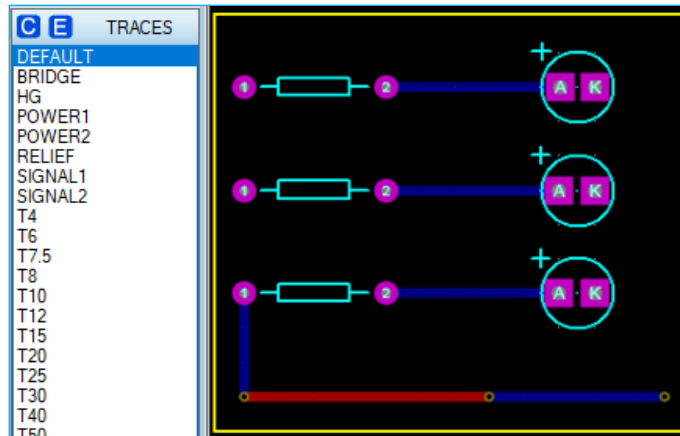 C E TRACES
DEFAULT
BRIDGE
HG
POWER1
POWER2
RELIEF
SIGNAL1
SIGNAL2
T4
T6
T7.5
T8
T10
T12
T15
T20
T25
T30
T40
T50
+
1 2 A K
+
1 2 A K
+
1 2 A K